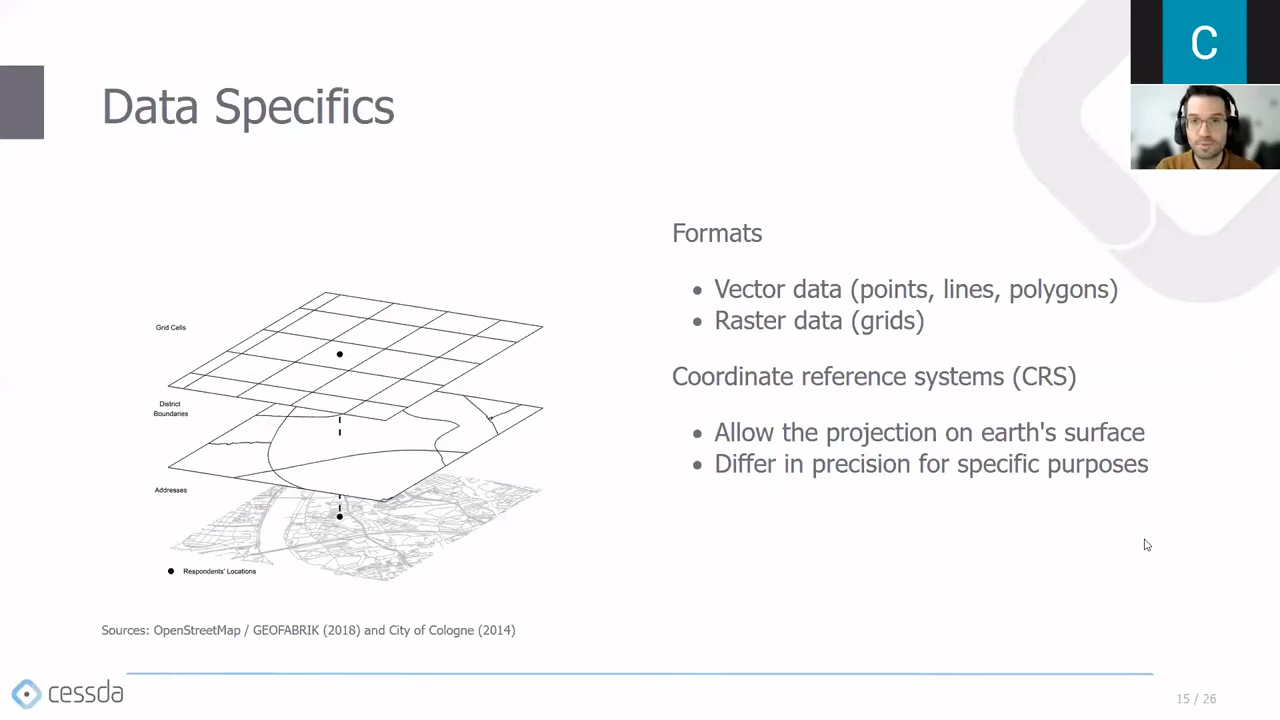 C
Data Specifics
Grid Cells
District
Boundaries
Addresses
Respondents' Locations
Sources: OpenStreetMap / GEOFABRIK (2018) and City of Cologne (2014)
Formats
• Vector data (points, lines, polygons)
• Raster data (grids)
Coordinate reference systems (CRS)
• Allow the projection on earth's surface
• Differ in precision for specific purposes
cessda
15 / 26